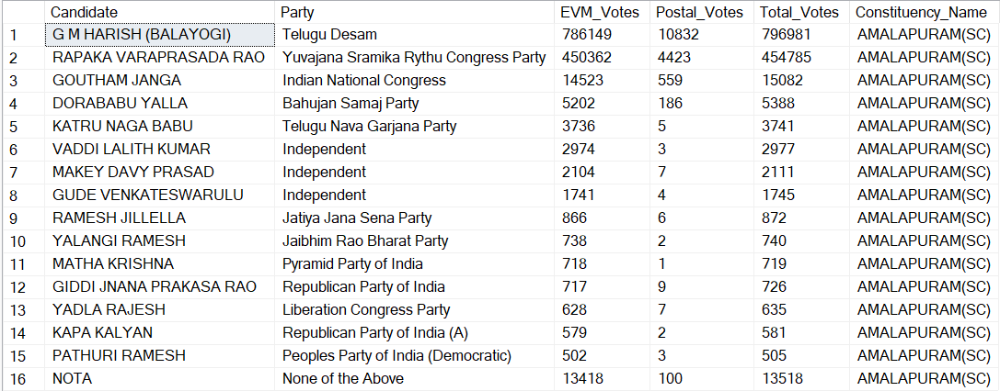 Candidate Party EVM_Votes Postal_Votes Total_Votes Constituency_Name
1 G M HARISH (BALAYOGI) Telugu Desam 786149 10832 796981 AMALAPURAM(SC)
2 RAPAKA VARAPRASADA RAO Yuvajana Sramika Rythu Congress Party 450362 4423 454785 AMALAPURAM(SC)
3 GOUTHAM JANGA Indian National Congress 14523 559 15082 AMALAPURAM(SC)
4 DORABABU YALLA Bahujan Samaj Party 5202 186 5388 AMALAPURAM(SC)
5 KATRU NAGA BABU Telugu Nava Garjana Party 3736 5 3741 AMALAPURAM(SC)
6 VADDI LALITH KUMAR Independent 2974 3 2977 AMALAPURAM(SC)
7 MAKEY DAVY PRASAD Independent 2104 7 2111 AMALAPURAM(SC)
8 GUDE VENKATESWARULU Independent 1741 4 1745 AMALAPURAM(SC)
9 RAMESH JILLELLA Jatiya Jana Sena Party 866 6 872 AMALAPURAM(SC)
10 YALANGI RAMESH Jaibhim Rao Bharat Party 738 2 740 AMALAPURAM(SC)
11 MATHA KRISHNA Pyramid Party of India 718 1 719 AMALAPURAM(SC)
12 GIDDI JNANA PRAKASA RAO Republican Party of India 717 9 726 AMALAPURAM(SC)
13 YADLA RAJESH Liberation Congress Party 628 7 635 AMALAPURAM(SC)
14 KAPA KALYAN Republican Party of India (A) 579 2 581 AMALAPURAM(SC)
15 PATHURI RAMESH Peoples Party of India (Democratic) 502 3 505 AMALAPURAM(SC)
16 NOTA None of the Above 13418 100 13518 AMALAPURAM(SC)